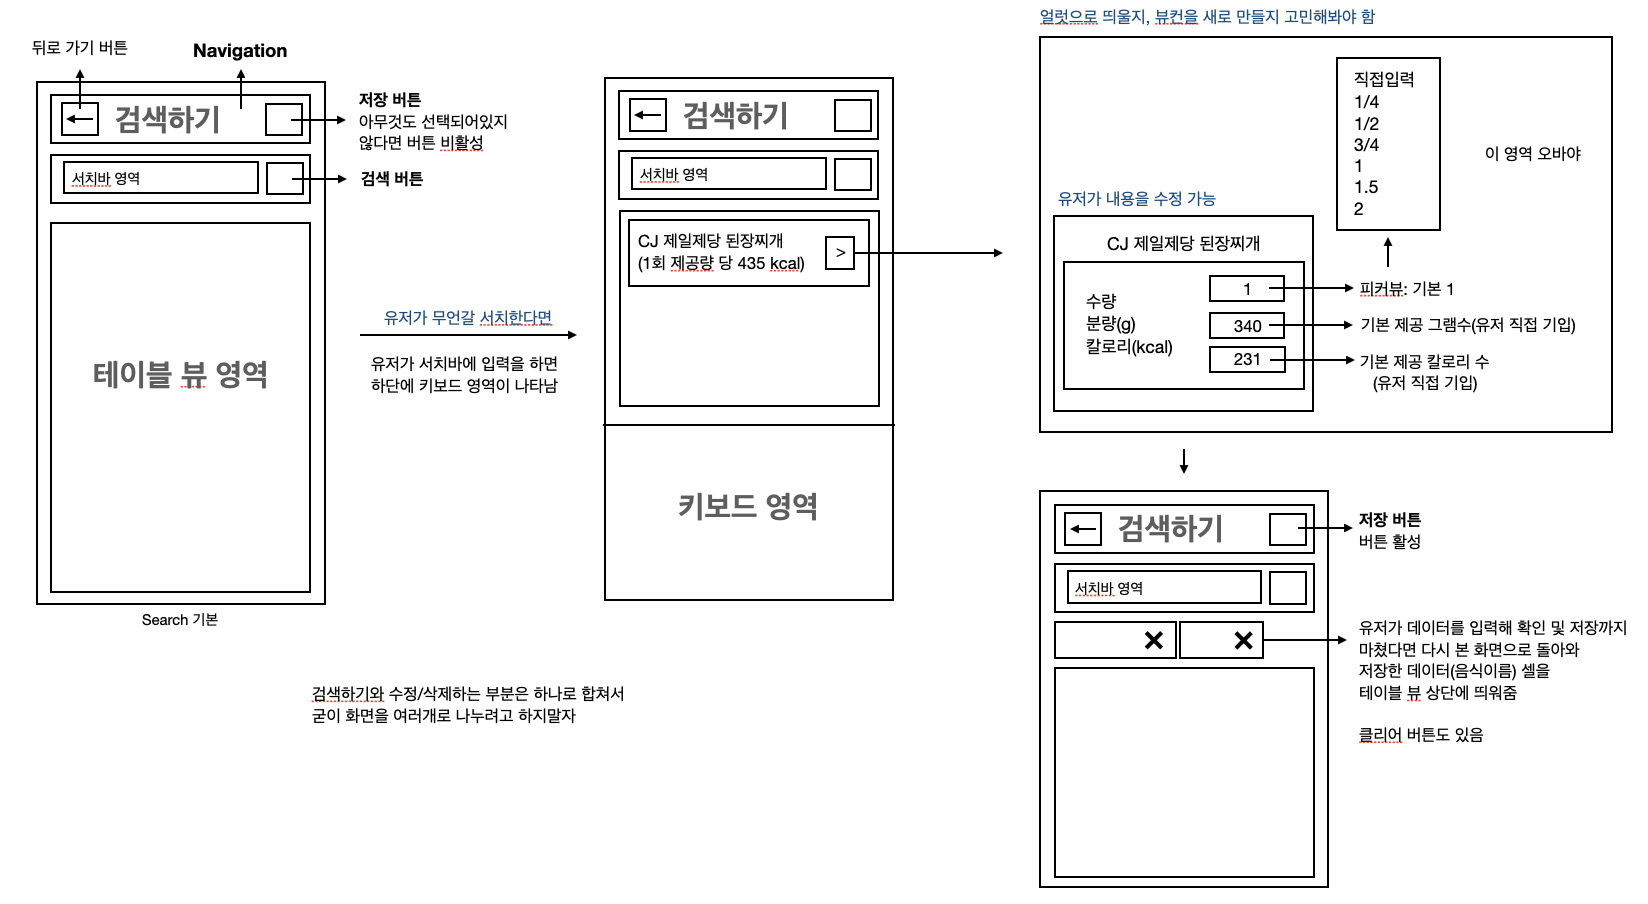 뒤로 가기 버튼
Navigation
검색하기
저장 버튼
아무것도 선택되어있지
않다면 버튼 비활성
서치바 영역
검색 버튼
테이블 뷰 영역
Search 기본
유저가 무언갈 서치한다면
유저가 서치바에 입력을 하면
하단에 키보드 영역이 나타남
검색하기
서치바 영역
CJ 제일제당 된장찌개
(1회 제공량 당 435 kcal)
>
키보드 영역
얼럿으로 띄울지, 뷰컨을 새로 만들지 고민해봐야 함
직접입력
1/4
1/2
3/4
1
1.5
2
이 영역 오바야
유저가 내용을 수정 가능
CJ 제일제당 된장찌개
수량
분량(g)
칼로리(kcal)
1
340
231
피커뷰: 기본 1
기본 제공 그램수(유저 직접 기입)
기본 제공 칼로리 수
(유저 직접 기입)
검색하기
저장 버튼
버튼 활성
서치바 영역
유저가 데이터를 입력해 확인 및 저장까지
마쳤다면 다시 본 화면으로 돌아와
저장한 데이터(음식이름) 셀을
테이블 뷰 상단에 띄워줌
클리어 버튼도 있음
검색하기와 수정/삭제하는 부분은 하나로 합쳐서
굳이 화면을 여러개로 나누려고 하지말자